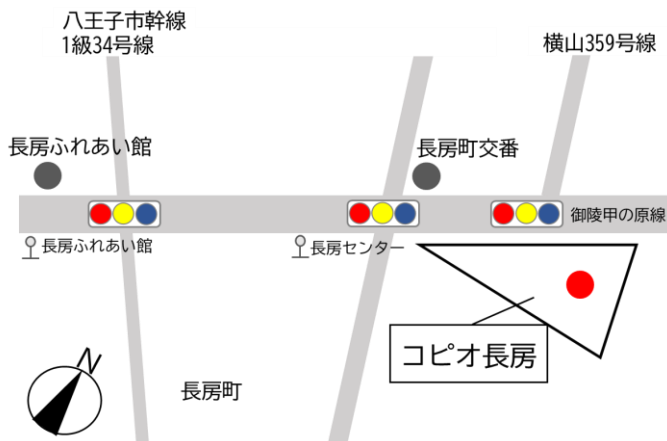 八王子市幹線
1級34号線
横山359号線
長房ふれあい館
長房町交番
御陵甲の原線
長房ふれあい館
長房センター
コピオ長房
N
長房町